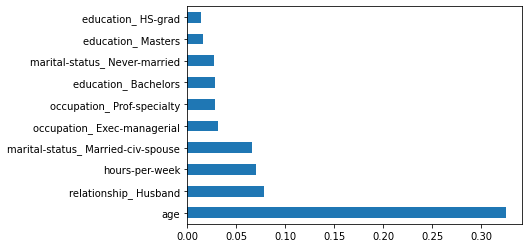 education_ HS-grad
education_ Masters
marital-status_ Never-married
education_ Bachelors
occupation_ Prof-specialty
occupation_ Exec-managerial
marital-status_ Married-civ-spouse
hours-per-week
relationship_ Husband
age
0.00 0.05 0.10 0.15 0.20 0.25 0.30